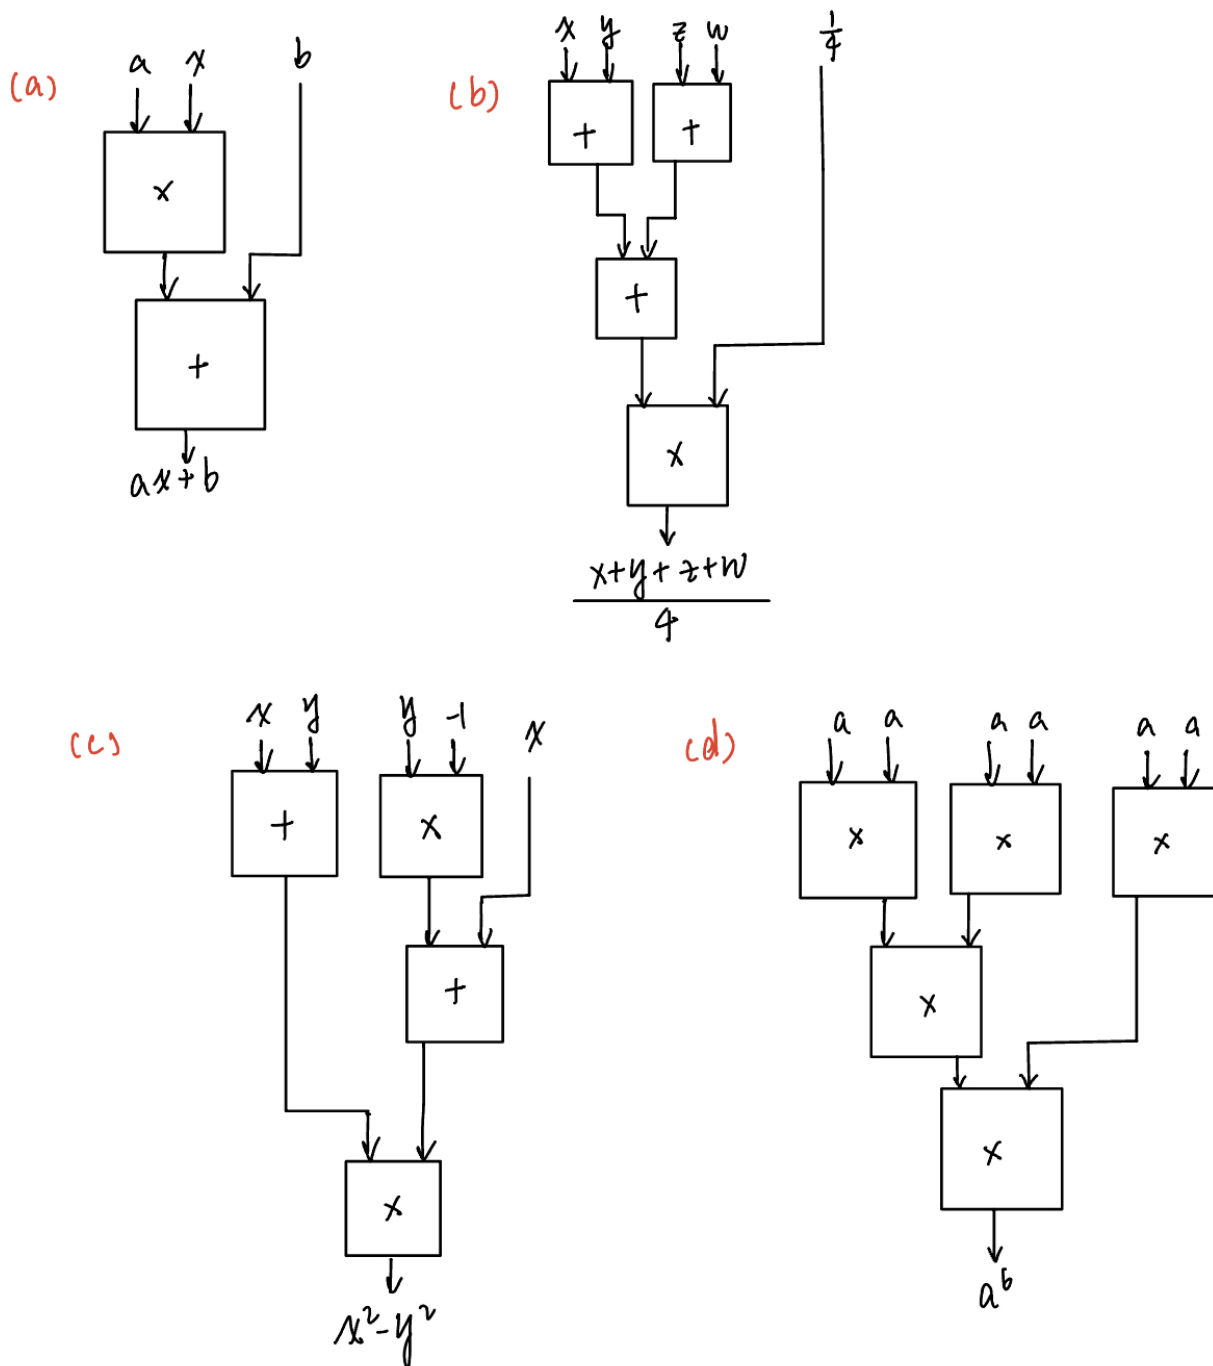 (a)
a x b
×
+
ax+b
(b)
x y z w 1/4
+ +
+
×
x+y+z+w
4
(c)
x y y -1 x
+ ×
+
×
x²-y²
(d)
a a a a a a
× × ×
×
×
a⁶